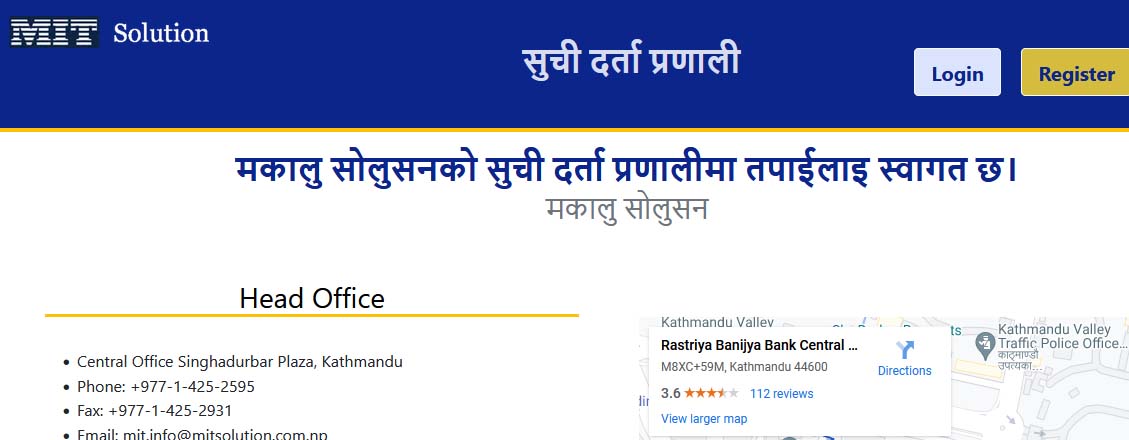 MIT Solution
सुची दर्ता प्रणाली
Login
Register
मकालु सोलुसनको सुची दर्ता प्रणालीमा तपाईलाइ स्वागत छ।
मकालु सोलुसन
Head Office
Central Office Singhadurbar Plaza, Kathmandu
Phone: +977-1-425-2595
Fax: +977-1-425-2931
Email: mit.info@mitsolution.com.np
Kathmandu Valley
Rastriya Banijya Bank Central ...
M8XC+59M, Kathmandu 44600
3.6
112 reviews
View larger map
Directions
Kathmandu Valley
Traffic Police Office...
काठ्माण्डौ
उपत्यका...